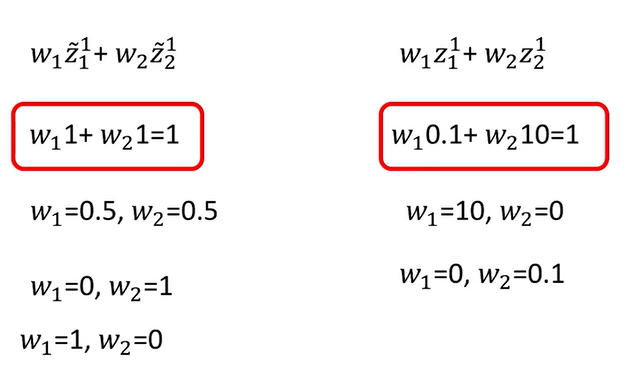 w₁z̃₁¹+ w₂z̃₂¹
w₁1+ w₂1=1
w₁=0.5, w₂=0.5
w₁=0, w₂=1
w₁=1, w₂=0
w₁z₁¹+ w₂z₂¹
w₁0.1+ w₂10=1
w₁=10, w₂=0
w₁=0, w₂=0.1